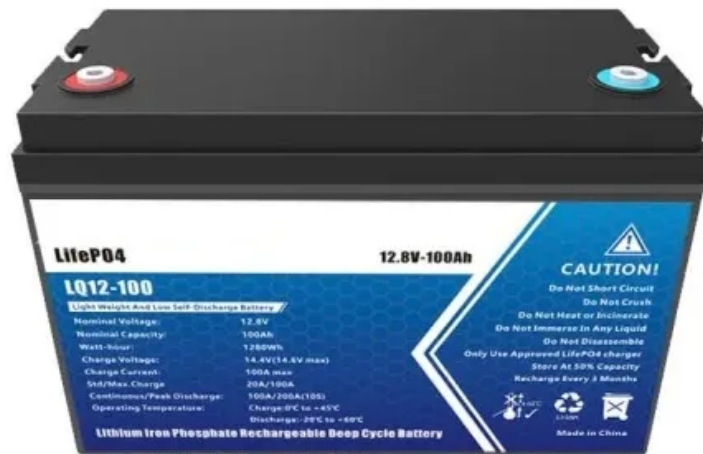 LifePO4
12.8V-100Ah
LQ12-100
Light Weight And Low Self-Discharge Battery
Nominal Voltage: 12.8V
Nominal Capacity: 100Ah
Watt-hour: 1280Wh
Charge Voltage: 14.4V(14.6V max)
Charge Current: 100A max
Std/Max.Charge 20A/100A
Continuous/Peak Discharge: 100A/200A(10S)
Operating Temperature: Charge:0℃ to +45℃
Discharge:-20℃ to +60℃
Lithium Iron Phosphate Rechargeable Deep Cycle Battery
CAUTION!
Do Not Short Circuit
Do Not Crush
Do Not Heat or Incinerate
Do Not Immerse In Any Liquid
Do Not Disassemble
Only Use Approved LifePO4 charger
Store At 50% Capacity
Recharge Every 3 Months
Li-ion
Made in China